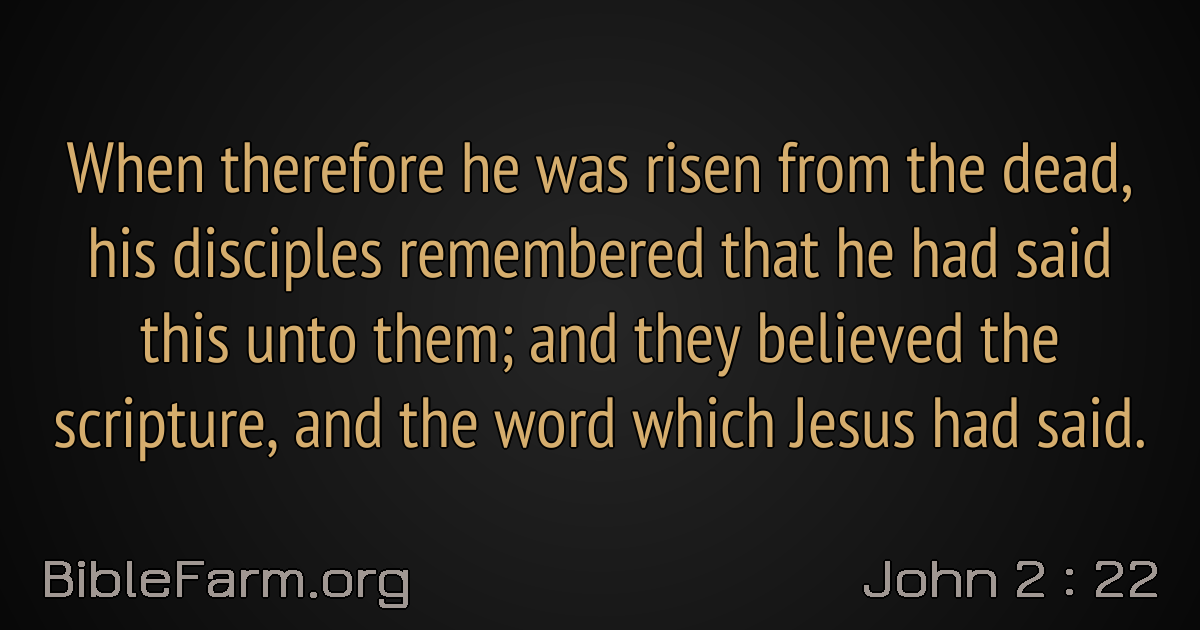 When therefore he was risen from the dead,
his disciples remembered that he had said
this unto them; and they believed the
scripture, and the word which Jesus had said.
BibleFarm.org
John 2 : 22